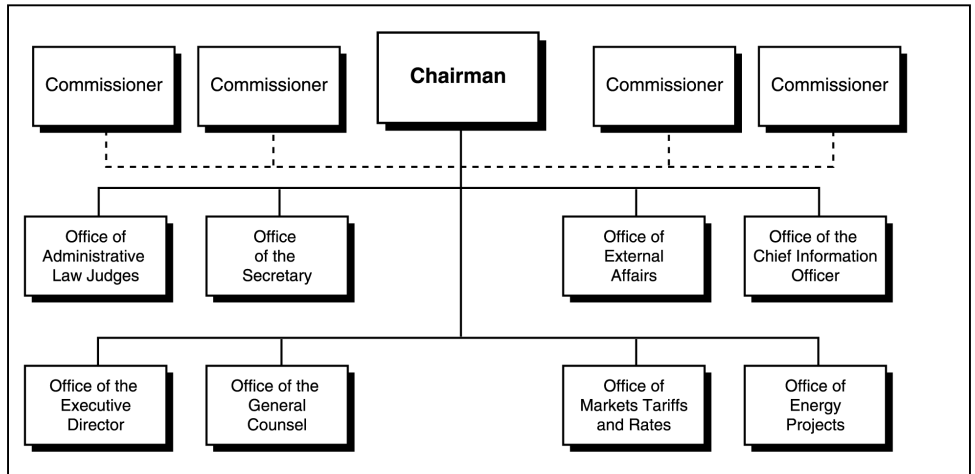 Commissioner
Commissioner
Chairman
Commissioner
Commissioner
Office of
Administrative
Law Judges
Office
of the
Secretary
Office of
External
Affairs
Office of the
Chief Information
Officer
Office of the
Executive
Director
Office of the
General
Counsel
Office of
Markets Tariffs
and Rates
Office of
Energy
Projects